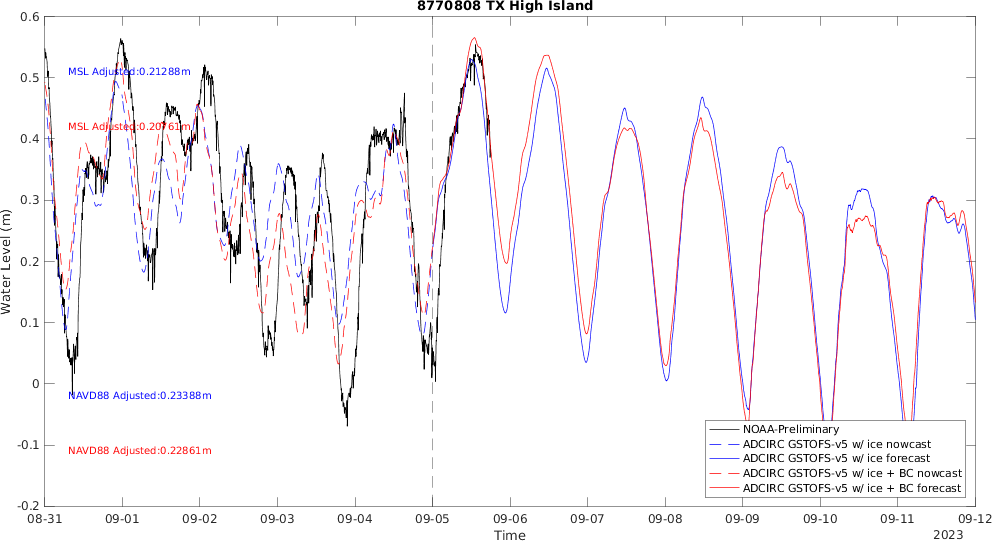 8770808 TX High Island
0.6
0.5
0.4
0.3
0.2
0.1
0
-0.1
-0.2
Water Level (m)
MSL Adjusted:0.21288m
MSL Adjusted:0.20761m
NAVD88 Adjusted:0.23388m
NAVD88 Adjusted:0.22861m
NOAA-Preliminary
ADCIRC GSTOFS-v5 w/ ice nowcast
ADCIRC GSTOFS-v5 w/ ice forecast
ADCIRC GSTOFS-v5 w/ ice + BC nowcast
ADCIRC GSTOFS-v5 w/ ice + BC forecast
08-31 09-01 09-02 09-03 09-04 09-05 09-06 09-07 09-08 09-09 09-10 09-11 09-12
Time
2023